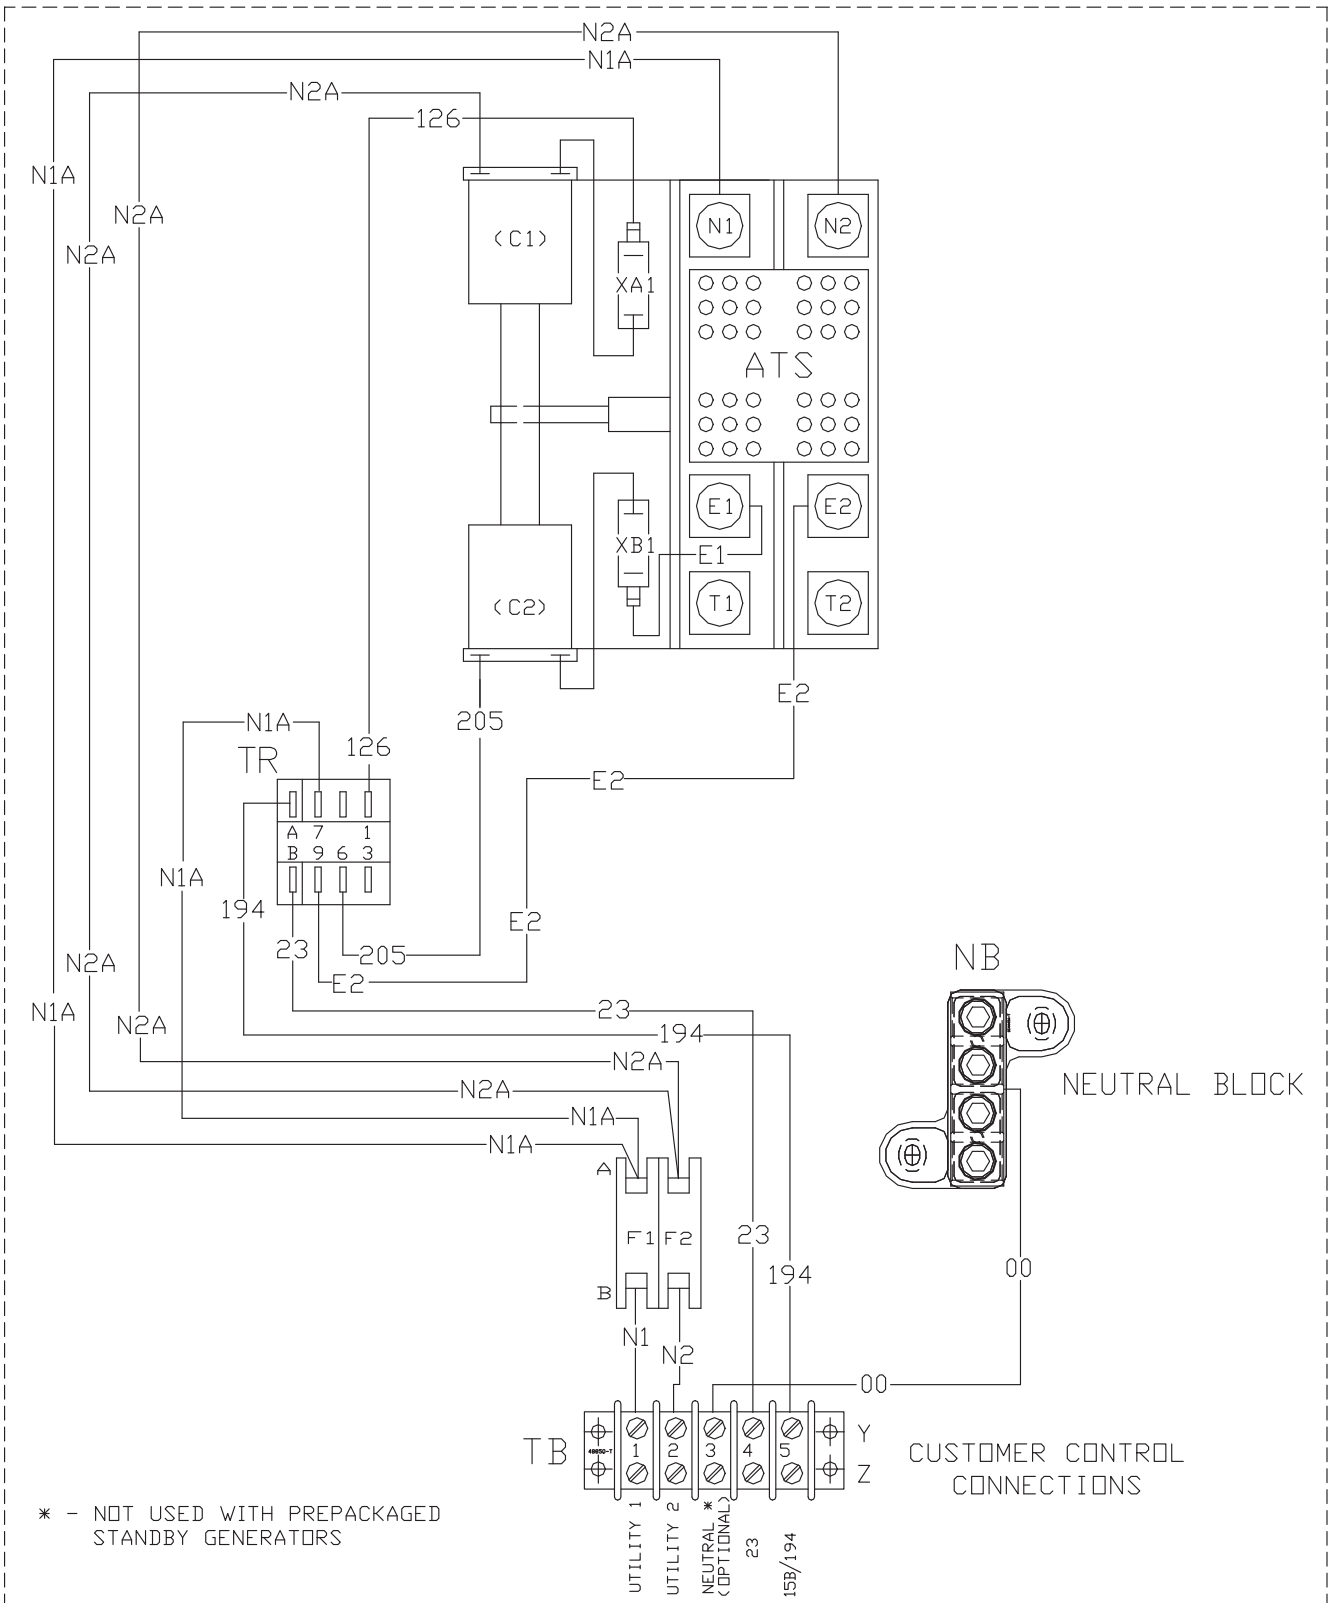 N2A
N1A
N2A
126
N1A
N2A
N2A
(C1)
N1
N2
XA1
ATS
E1
E2
XB1
E1
(C2)
T1
T2
E2
205
N1A
126
TR
E2
A 7 1
B 9 6 3
N1A
194
E2
23
205
N2A
E2
NB
N1A
N2A
23
194
N2A
NEUTRAL BLOCK
N2A
N1A
N1A
A
F1 F2
23
00
194
B
N1
N2
00
TB
48850-T
1 2 3 4 5
Y
Z
CUSTOMER CONTROL
CONNECTIONS
UTILITY 1
UTILITY 2
NEUTRAL *
(OPTIONAL)
23
15B/194
* - NOT USED WITH PREPACKAGED
STANDBY GENERATORS